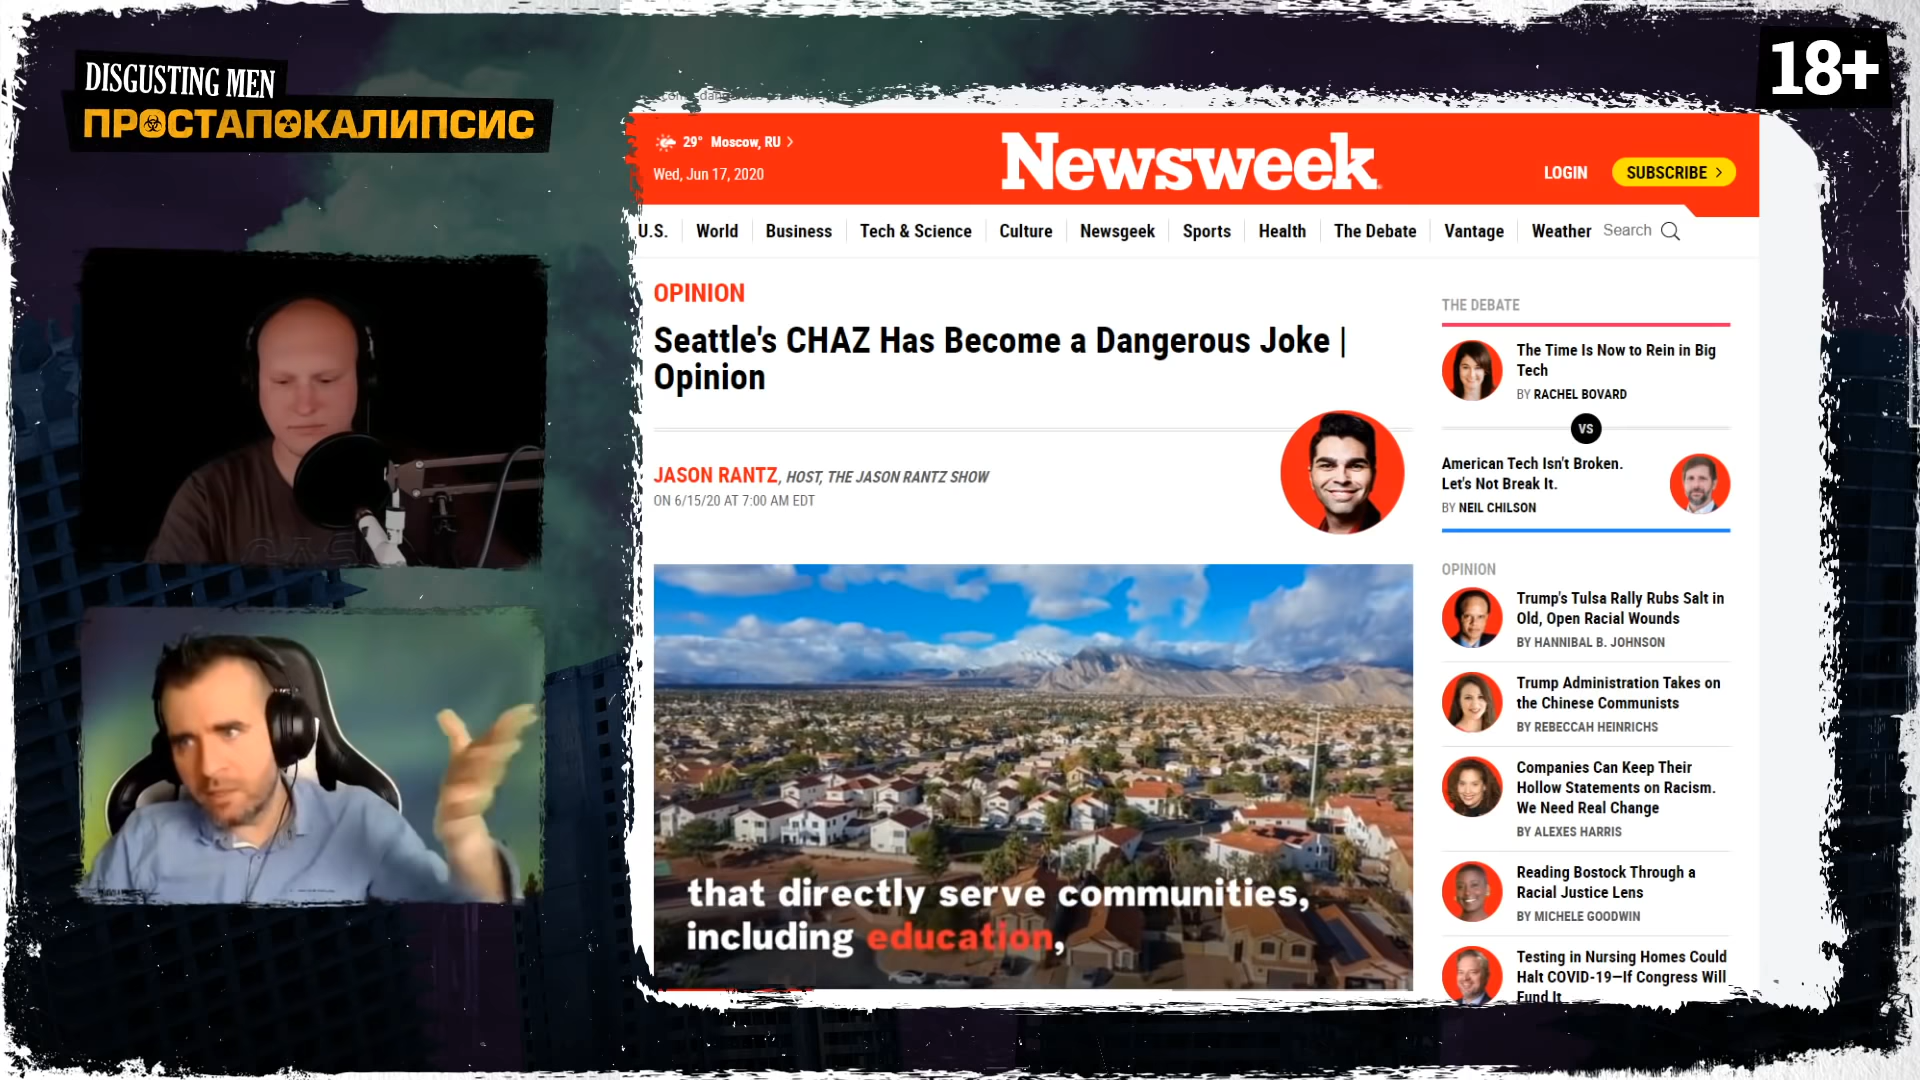 DISGUSTING MEN
ПРОСТАПОКАЛИПСИС
18+
29° Moscow, RU
Wed, Jun 17, 2020
Newsweek
LOGIN
SUBSCRIBE
U.S.
World
Business
Tech & Science
Culture
Newsgeek
Sports
Health
The Debate
Vantage
Weather
Search
OPINION
Seattle's CHAZ Has Become a Dangerous Joke |
Opinion
JASON RANTZ, HOST, THE JASON RANTZ SHOW
ON 6/15/20 AT 7:00 AM EDT
that directly serve communities,
including education,
THE DEBATE
The Time Is Now to Rein in Big
Tech
BY RACHEL BOVARD
VS
American Tech Isn't Broken.
Let's Not Break It.
BY NEIL CHILSON
OPINION
Trump's Tulsa Rally Rubs Salt in
Old, Open Racial Wounds
BY HANNIBAL B. JOHNSON
Trump Administration Takes on
the Chinese Communists
BY REBECCAH HEINRICHS
Companies Can Keep Their
Hollow Statements on Racism.
We Need Real Change
BY ALEXES HARRIS
Reading Bostock Through a
Racial Justice Lens
BY MICHELE GOODWIN
Testing in Nursing Homes Could
Halt COVID-19—If Congress Will
Fund It